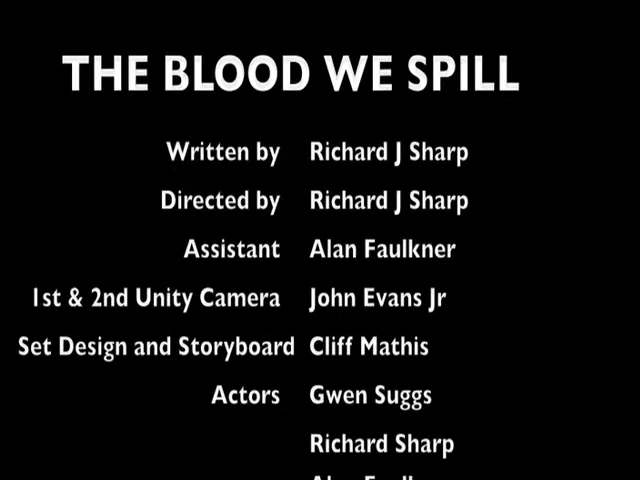 THE BLOOD WE SPILL
Written by Richard J Sharp
Directed by Richard J Sharp
Assistant Alan Faulkner
1st & 2nd Unity Camera John Evans Jr
Set Design and Storyboard Cliff Mathis
Actors Gwen Suggs
Richard Sharp